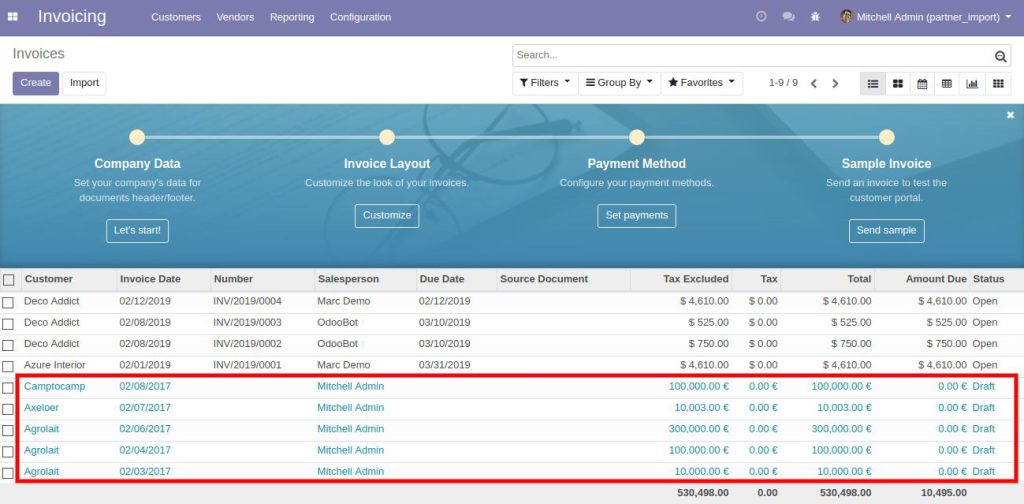 Invoicing Customers Vendors Reporting Configuration Mitchell Admin (partner_import)
Invoices Search...
Create Import Filters Group By Favorites 1-9 / 9
Company Data Invoice Layout Payment Method Sample Invoice
Set your company's data for Customize the look of your invoices. Configure your payment methods. Send an invoice to test the
documents header/footer. customer portal.
Let's start! Customize Set payments Send sample
Customer Invoice Date Number Salesperson Due Date Source Document Tax Excluded Tax Total Amount Due Status
Deco Addict 02/12/2019 INV/2019/0004 Marc Demo 02/12/2019 $ 4,610.00 $ 0.00 $ 4,610.00 $ 4,610.00 Open
Deco Addict 02/08/2019 INV/2019/0003 OdooBot 03/10/2019 $ 525.00 $ 0.00 $ 525.00 $ 525.00 Open
Deco Addict 02/08/2019 INV/2019/0002 OdooBot 03/10/2019 $ 750.00 $ 0.00 $ 750.00 $ 750.00 Open
Azure Interior 02/01/2019 INV/2019/0001 Marc Demo 03/31/2019 $ 4,610.00 $ 0.00 $ 4,610.00 $ 4,610.00 Open
Camptocamp 02/08/2017 Mitchell Admin 100,000.00 € 0.00 € 100,000.00 € 0.00 € Draft
Axeloer 02/07/2017 Mitchell Admin 10,003.00 € 0.00 € 10,003.00 € 0.00 € Draft
Agrolait 02/06/2017 Mitchell Admin 300,000.00 € 0.00 € 300,000.00 € 0.00 € Draft
Agrolait 02/04/2017 Mitchell Admin 100,000.00 € 0.00 € 100,000.00 € 0.00 € Draft
Agrolait 02/03/2017 Mitchell Admin 10,000.00 € 0.00 € 10,000.00 € 0.00 € Draft
530,498.00 0.00 530,498.00 10,495.00